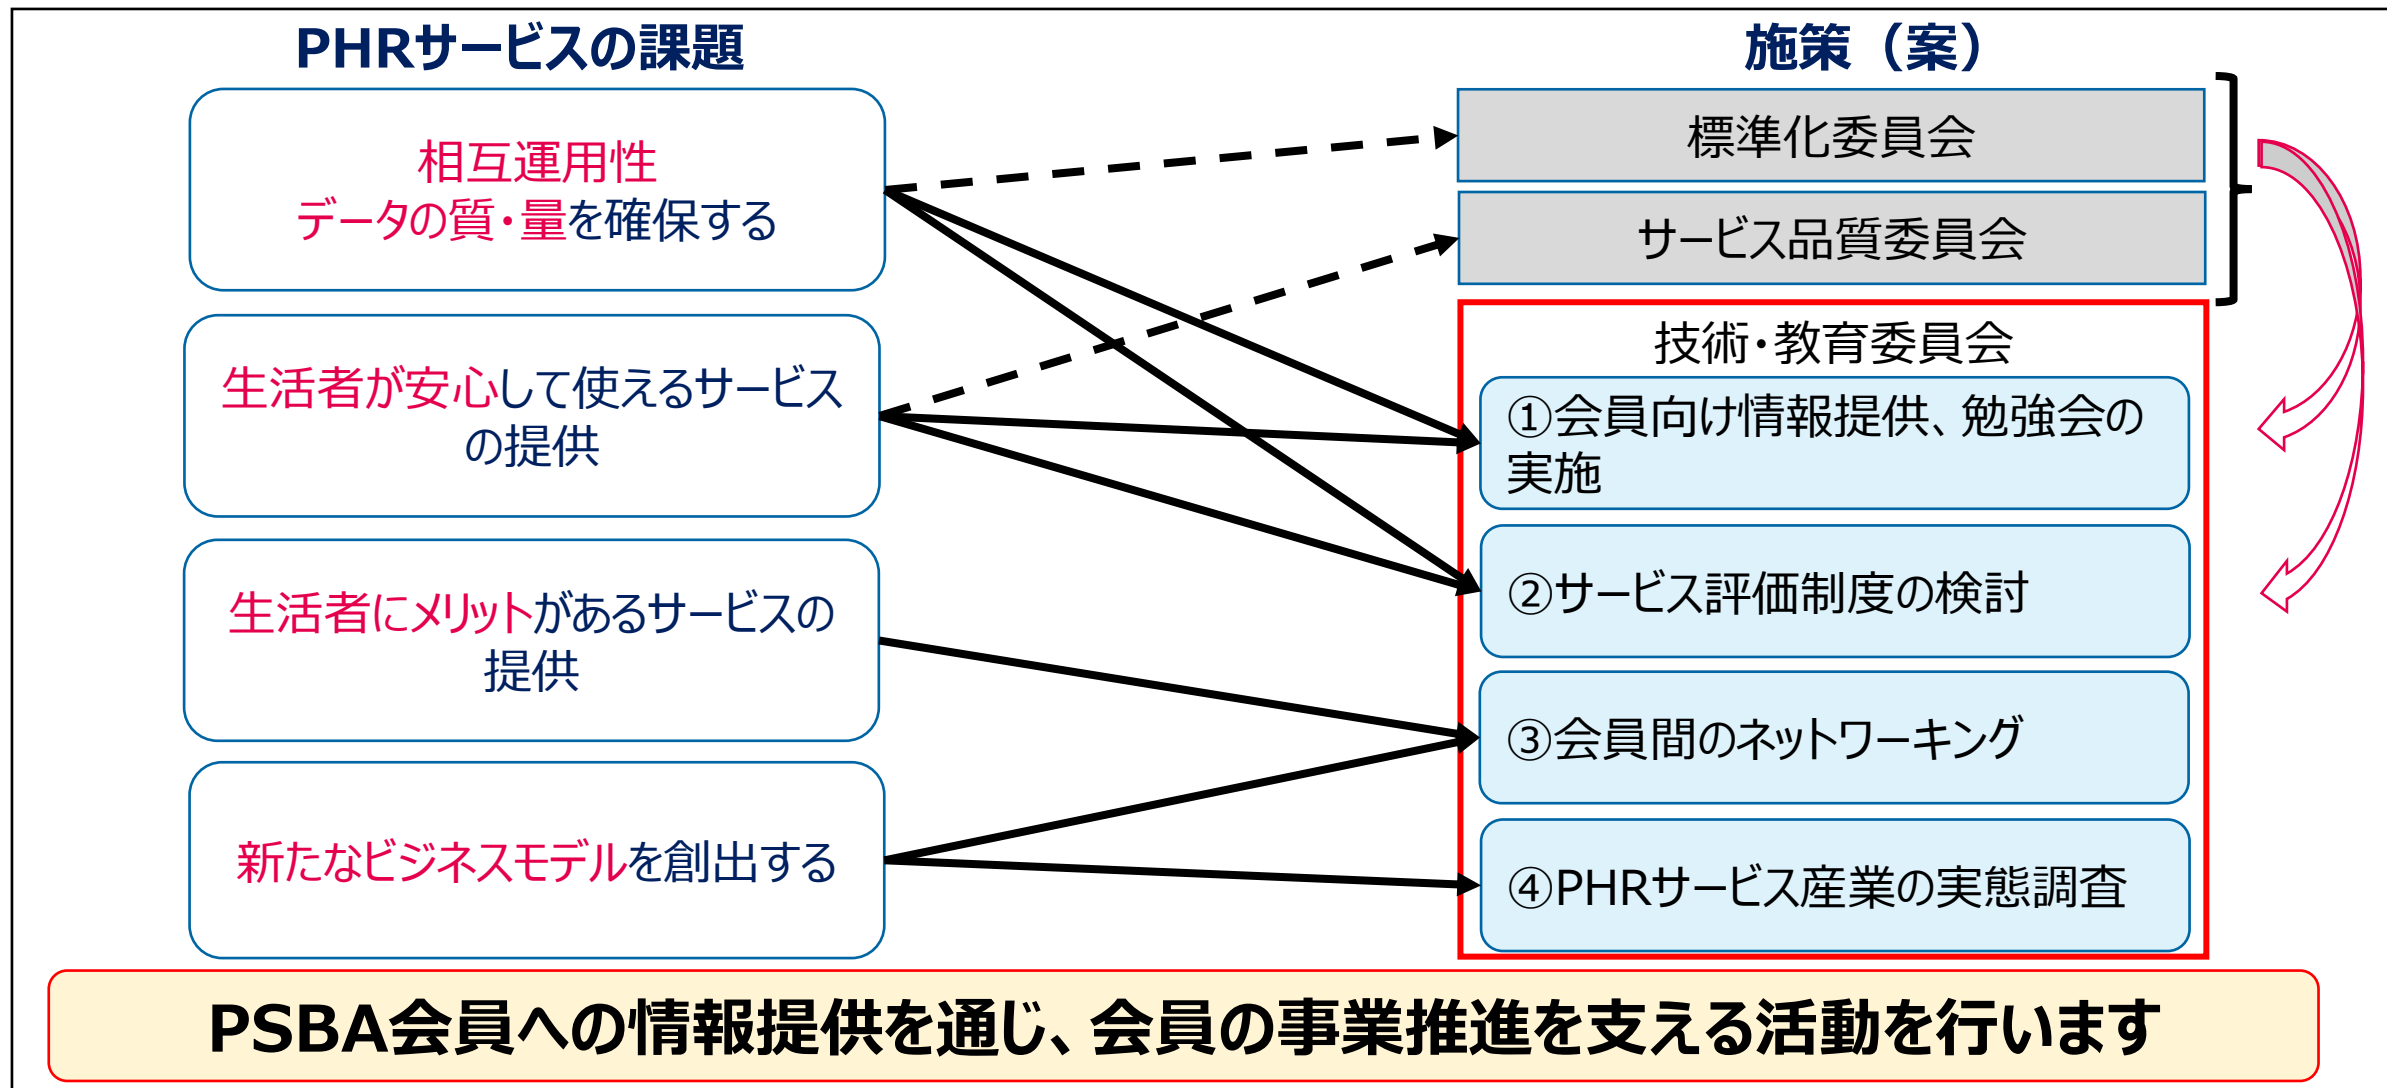 PHRサービスの課題
相互運用性
データの質・量を確保する
生活者が安心して使えるサービス
の提供
生活者にメリットがあるサービスの
提供
新たなビジネスモデルを創出する
施策（案）
標準化委員会
サービス品質委員会
技術・教育委員会
①会員向け情報提供、勉強会の
実施
②サービス評価制度の検討
③会員間のネットワーキング
④PHRサービス産業の実態調査
PSBA会員への情報提供を通じ、会員の事業推進を支える活動を行います